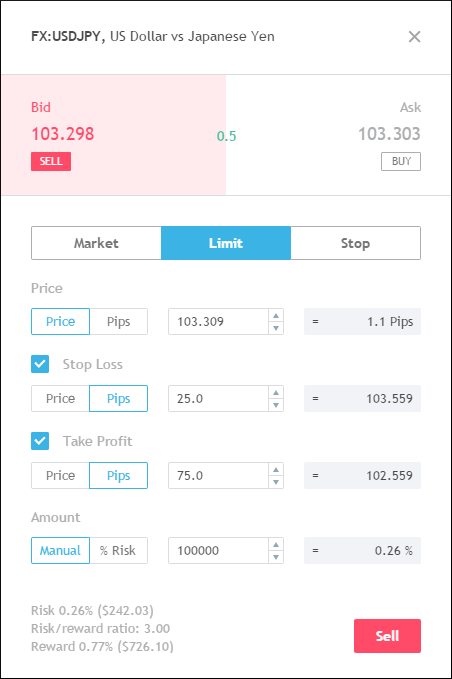 FX:USDJPY, US Dollar vs Japanese Yen
Bid
Ask
103.298
0.5
103.303
SELL
BUY
Market Limit Stop
Price
Price Pips 103.309 = 1.1 Pips
Stop Loss
Price Pips 25.0 = 103.559
Take Profit
Price Pips 75.0 = 102.559
Amount
Manual % Risk 100000 = 0.26 %
Risk 0.26% ($242.03)
Risk/reward ratio: 3.00
Reward 0.77% ($726.10)
Sell